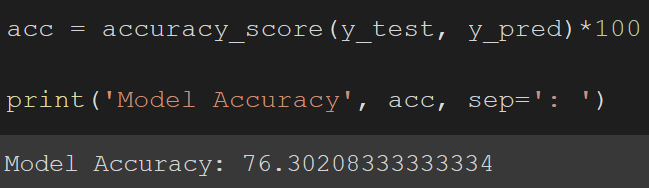 acc = accuracy_score(y_test, y_pred)*100
print('Model Accuracy', acc, sep=': ')
Model Accuracy: 76.30208333333334